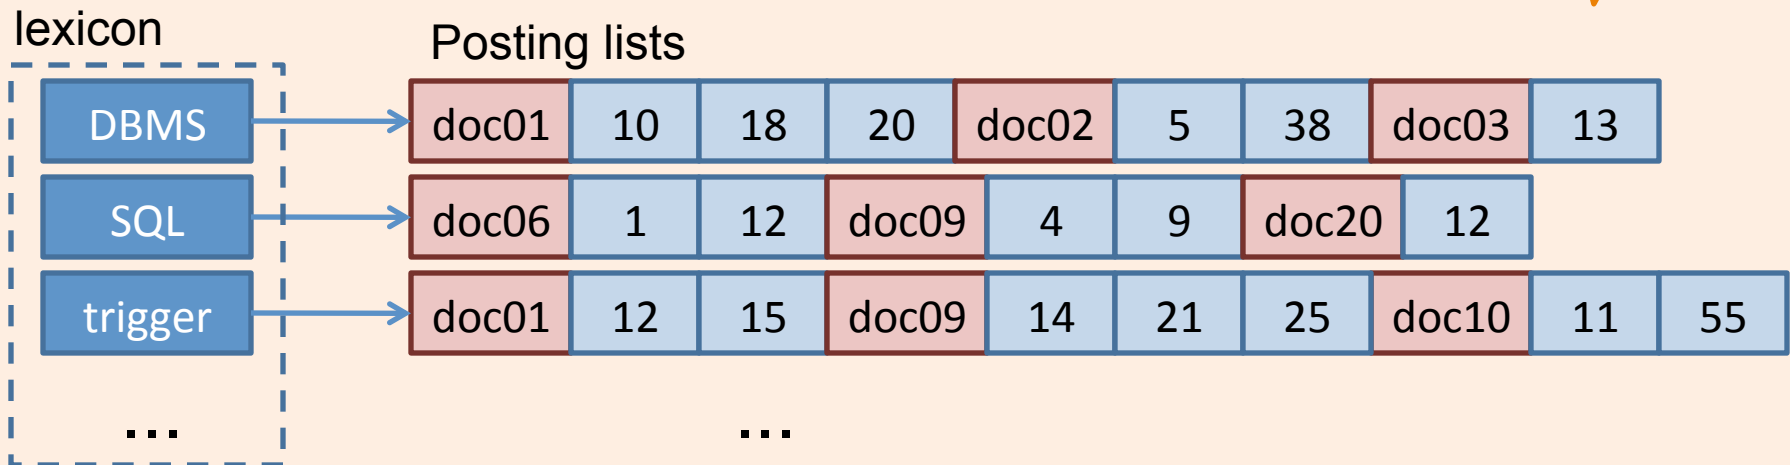 lexicon
Posting lists
DBMS doc01 10 18 20 doc02 5 38 doc03 13
SQL doc06 1 12 doc09 4 9 doc20 12
trigger doc01 12 15 doc09 14 21 25 doc10 11 55
... ...